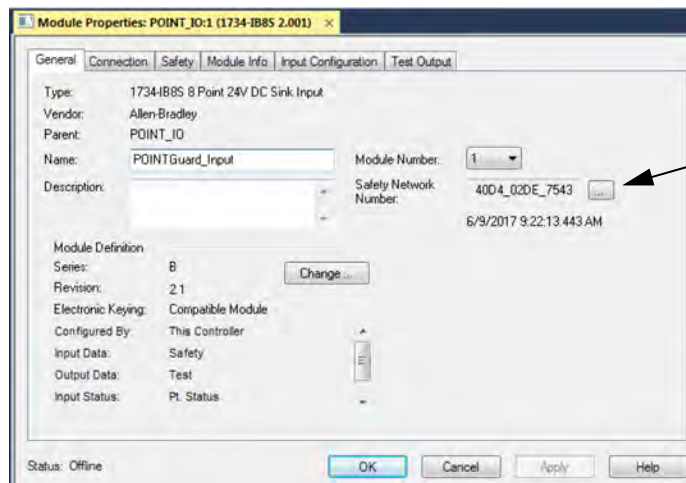 Module Properties: POINT_IO:1 (1734-IB8S 2.001) ×
General Connection Safety Module Info Input Configuration Test Output
Type: 1734-IB8S 8 Point 24V DC Sink Input
Vendor: Allen-Bradley
Parent: POINT_IO
Name: POINTGuard_Input Module Number: 1
Description: Safety Network Number: 40D4_02DE_7543 ...
6/9/2017 9:22:13.443 AM
Module Definition
Series: B Change ...
Revision: 2.1
Electronic Keying: Compatible Module
Configured By: This Controller
Input Data: Safety
Output Data: Test
Input Status: Pt. Status
Status: Offline OK Cancel Apply Help